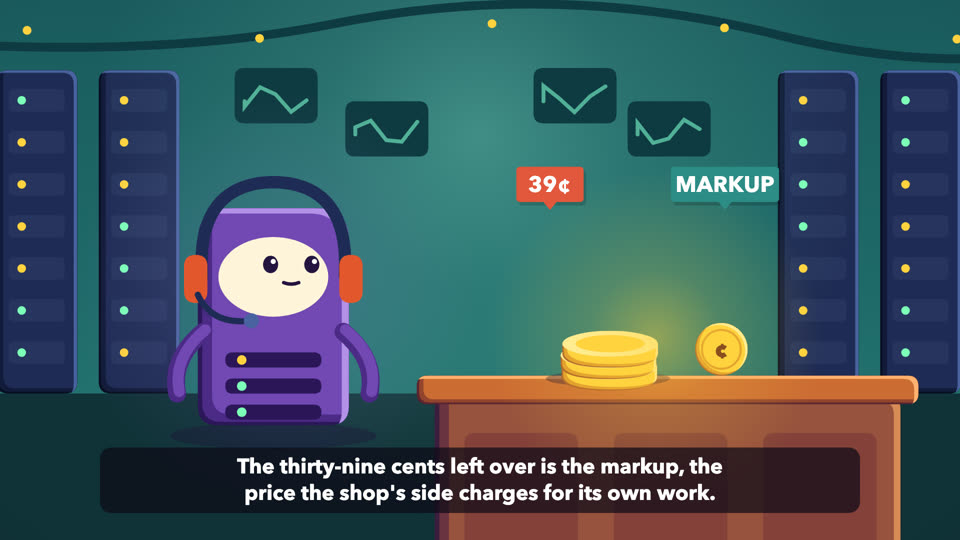 39¢
MARKUP
¢
The thirty-nine cents left over is the markup, the
price the shop's side charges for its own work.